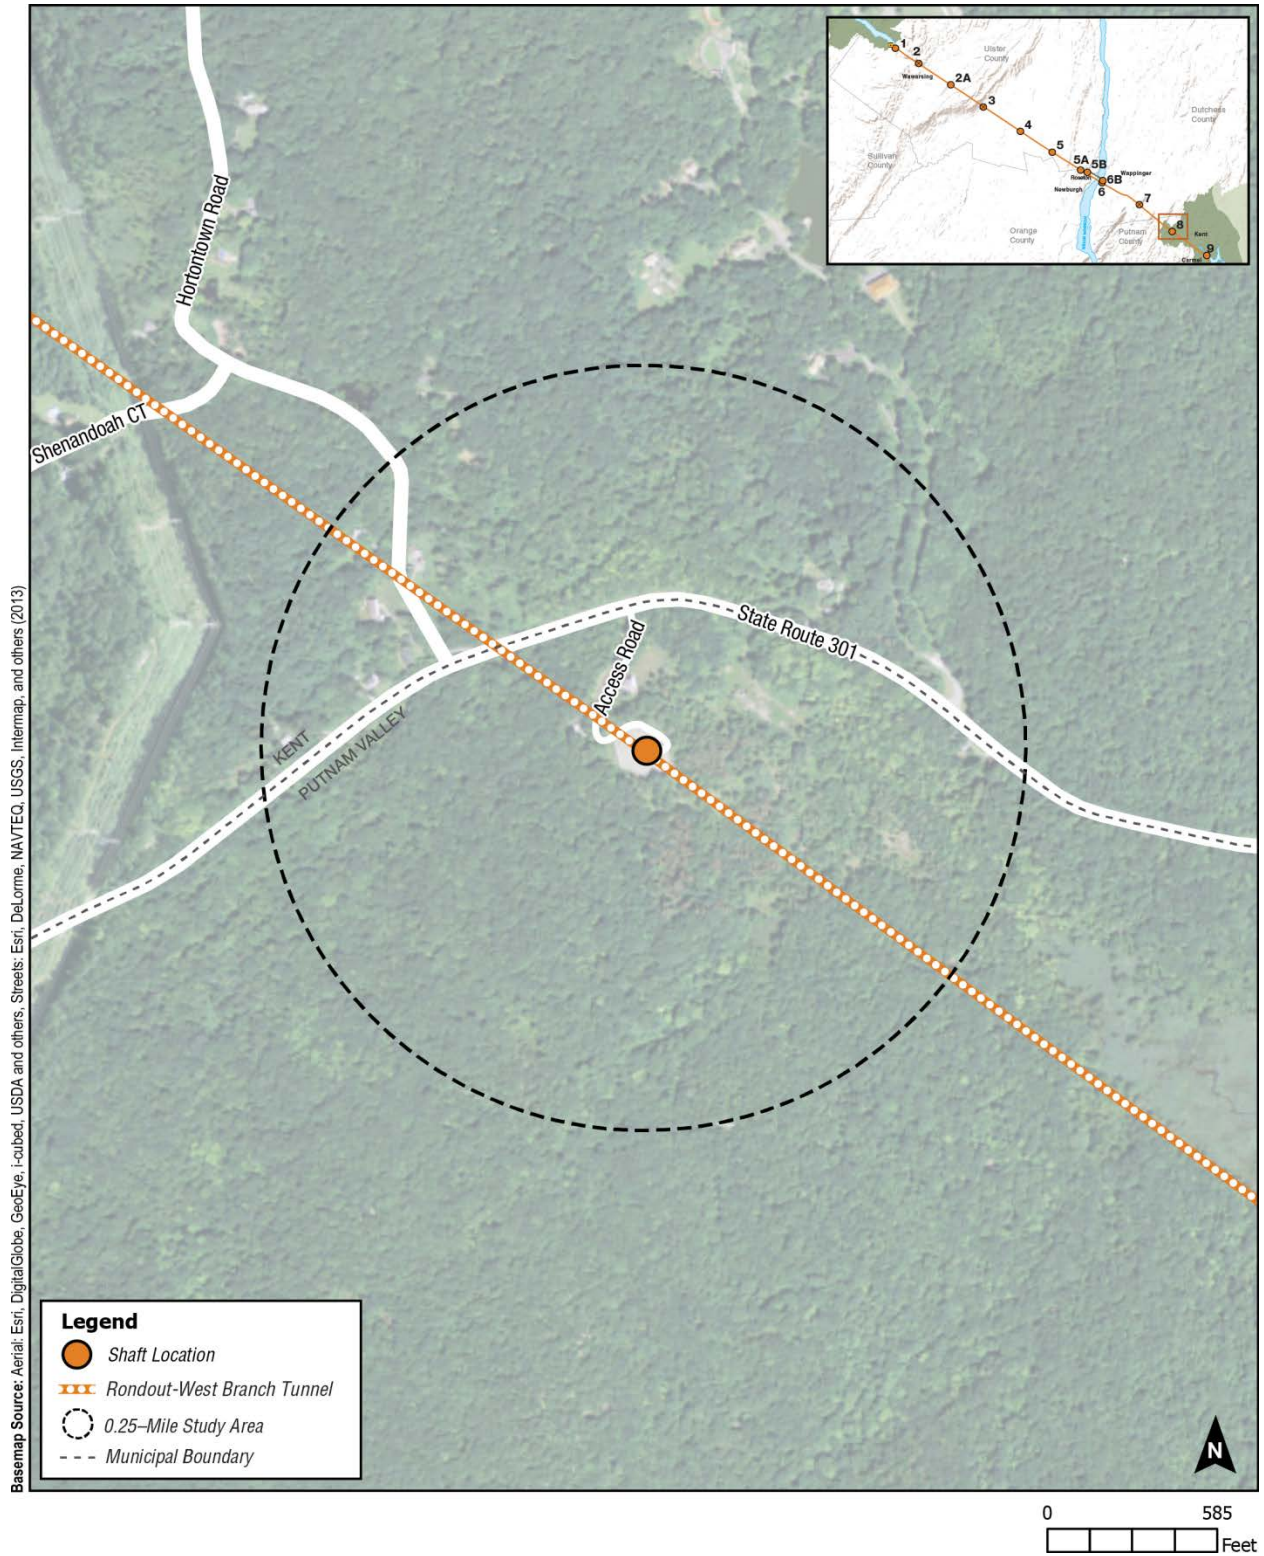 1
2
Wawarsing
Ulster
County
2A
3
4
Dutchess
County
Sullivan
County
5
5A
5B
Roseton
Wappinger
Newburgh
6B
6
7
Orange
County
Putnam
County
8
Kent
9
Carmel
Hortontown Road
Shenandoah CT
State Route 301
Access Road
KENT
PUTNAM VALLEY
Basemap Source: Aerial: Esri, DigitalGlobe, GeoEye, i-cubed, USDA and others, Streets: Esri, DeLorme, NAVTEQ, USGS, Intermap, and others (2013)
Legend
Shaft Location
Rondout-West Branch Tunnel
0.25–Mile Study Area
Municipal Boundary
N
0 585
Feet